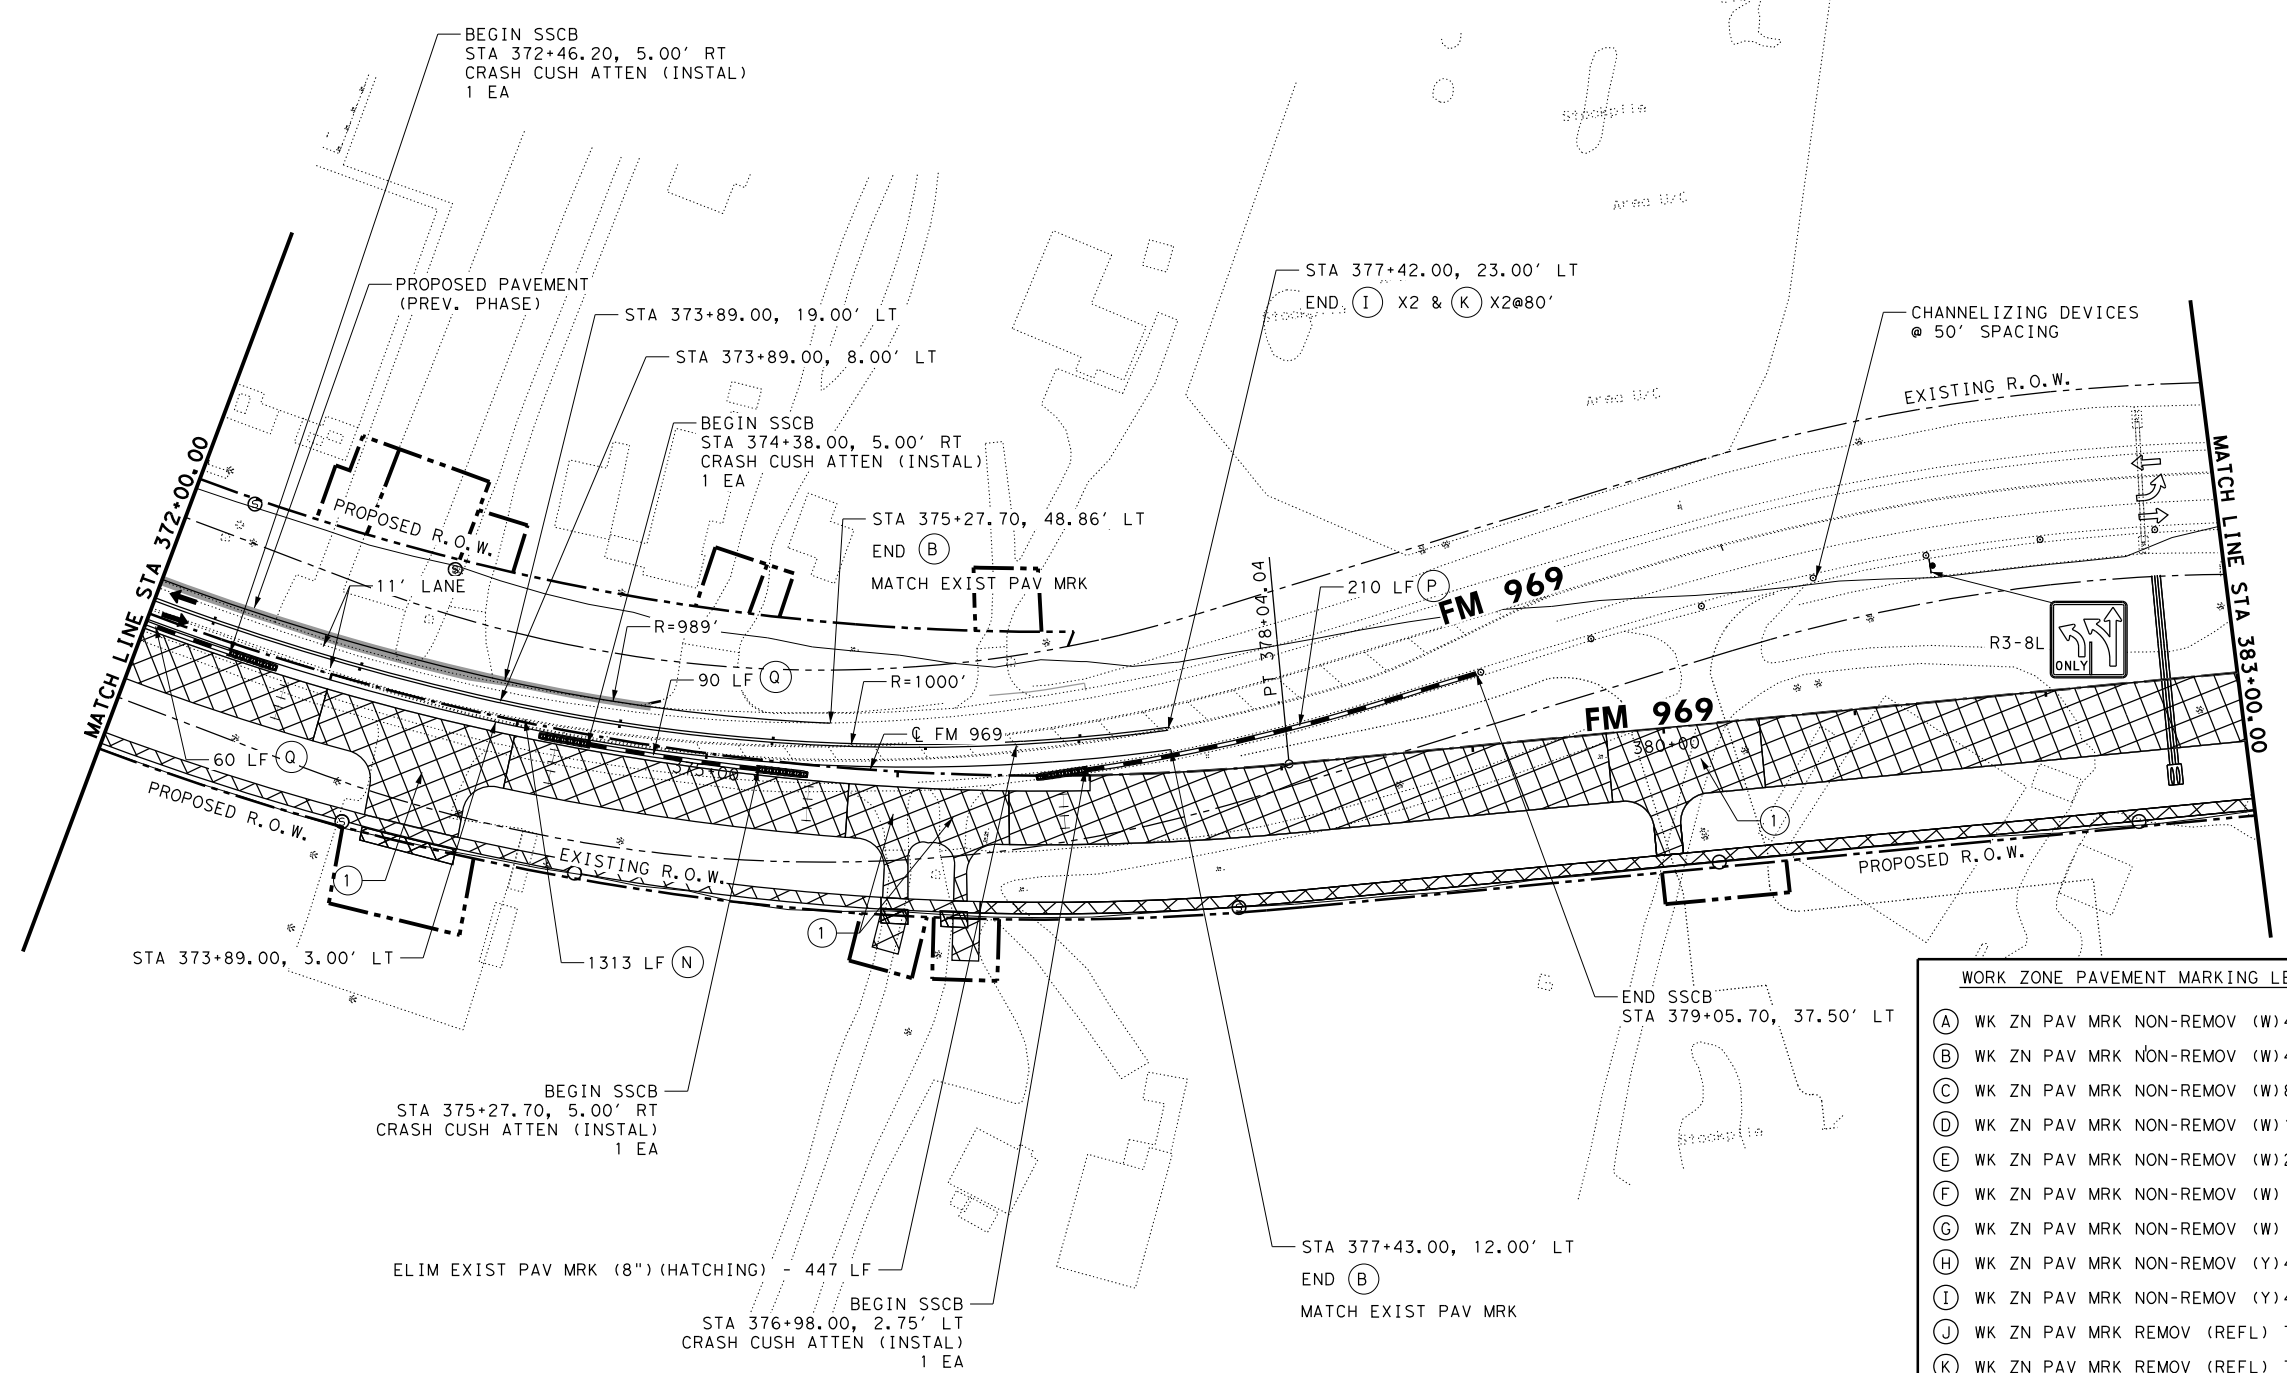 BEGIN SSCB
STA 372+46.20, 5.00' RT
CRASH CUSH ATTEN (INSTAL)
1 EA
Stockpile
Area U/C
PROPOSED PAVEMENT
(PREV. PHASE)
STA 373+89.00, 19.00' LT
STA 373+89.00, 8.00' LT
STA 377+42.00, 23.00' LT
END I X2 & K X2@80'
Stockpile
CHANNELIZING DEVICES
@ 50' SPACING
EXISTING R.O.W.
Area U/C
BEGIN SSCB
STA 374+38.00, 5.00' RT
CRASH CUSH ATTEN (INSTAL)
1 EA
MATCH LINE STA 372+00.00
PROPOSED R.O.W.
STA 375+27.70, 48.86' LT
END B
MATCH EXIST PAV MRK
11' LANE
R=989'
90 LF Q
R=1000'
℄ FM 969
PT 378+04.04
210 LF P
FM 969
R3-8L
ONLY
MATCH LINE STA 383+00.00
FM 969
380+00
375+00
60 LF Q
PROPOSED R.O.W.
EXISTING R.O.W.
1
1
1
PROPOSED R.O.W.
STA 373+89.00, 3.00' LT
1313 LF N
END SSCB
STA 379+05.70, 37.50' LT
BEGIN SSCB
STA 375+27.70, 5.00' RT
CRASH CUSH ATTEN (INSTAL)
1 EA
Stockpile
ELIM EXIST PAV MRK (8")(HATCHING) - 447 LF
BEGIN SSCB
STA 376+98.00, 2.75' LT
CRASH CUSH ATTEN (INSTAL)
1 EA
STA 377+43.00, 12.00' LT
END B
MATCH EXIST PAV MRK
WORK ZONE PAVEMENT MARKING LE
A WK ZN PAV MRK NON-REMOV (W)4
B WK ZN PAV MRK NON-REMOV (W)4
C WK ZN PAV MRK NON-REMOV (W)8
D WK ZN PAV MRK NON-REMOV (W)
E WK ZN PAV MRK NON-REMOV (W)2
F WK ZN PAV MRK NON-REMOV (W)
G WK ZN PAV MRK NON-REMOV (W)
H WK ZN PAV MRK NON-REMOV (Y)4
I WK ZN PAV MRK NON-REMOV (Y)4
J WK ZN PAV MRK REMOV (REFL) T
K WK ZN PAV MRK REMOV (REFL) T